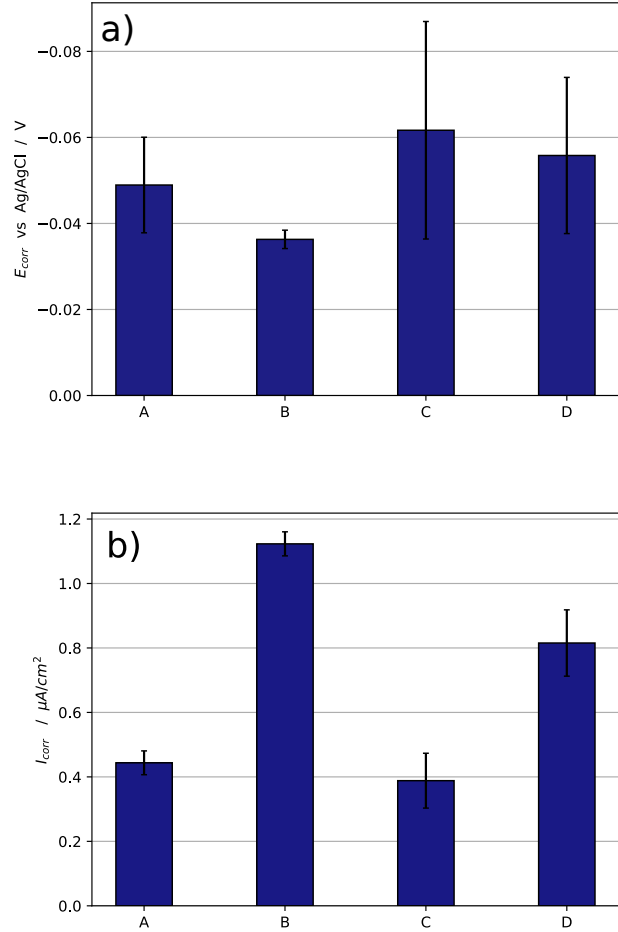 a)
−0.08
−0.06
−0.04
−0.02
0.00
E_corr vs Ag/AgCl / V
A B C D
b)
1.2
1.0
0.8
0.6
0.4
0.2
0.0
I_corr / μA/cm²
A B C D